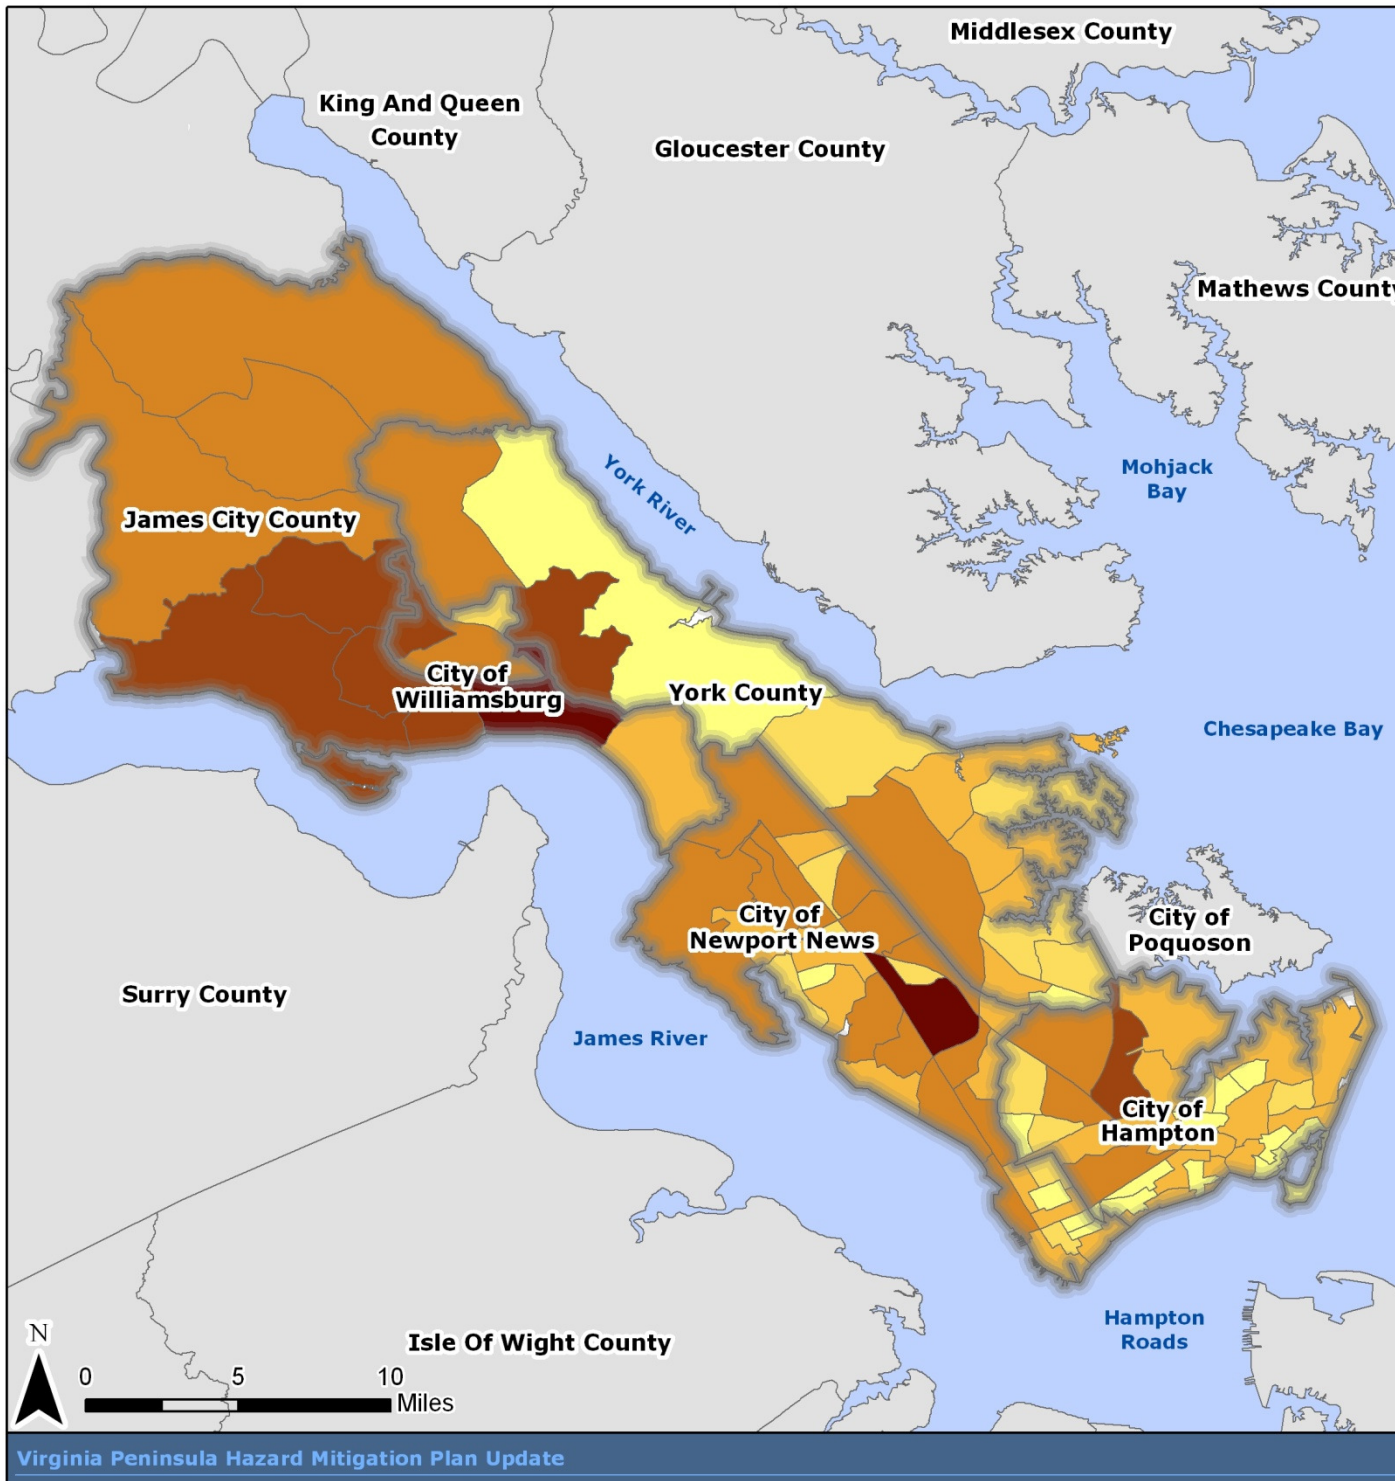 Middlesex County
King And Queen
County
Gloucester County
Mathews County
York River
Mohjack
Bay
James City County
City of
Williamsburg
York County
Chesapeake Bay
City of
Newport News
City of
Poquoson
Surry County
James River
City of
Hampton
Hampton
Roads
Isle Of Wight County
N
0 5 10
Miles
Virginia Peninsula Hazard Mitigation Plan Update